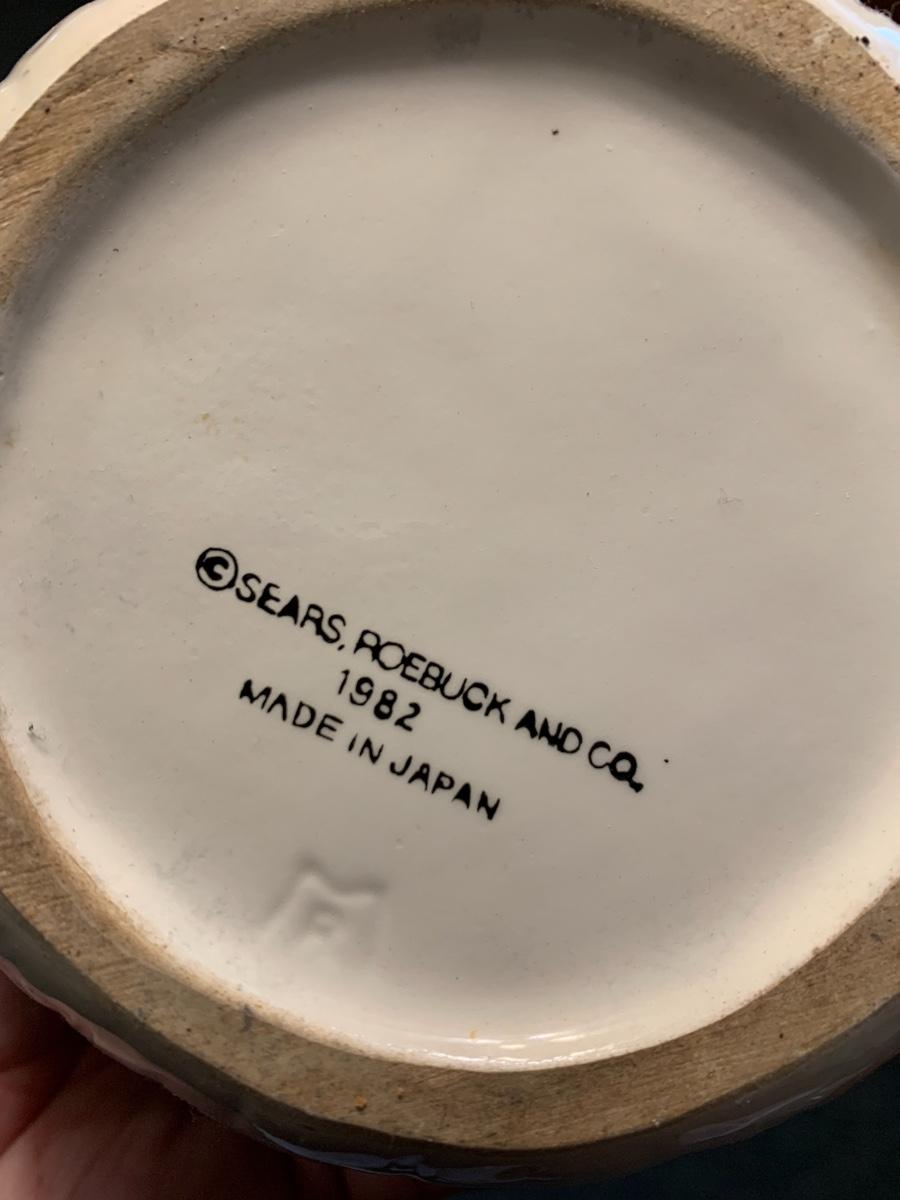 ©SEARS, ROEBUCK AND CO.
1982
MADE IN JAPAN
F